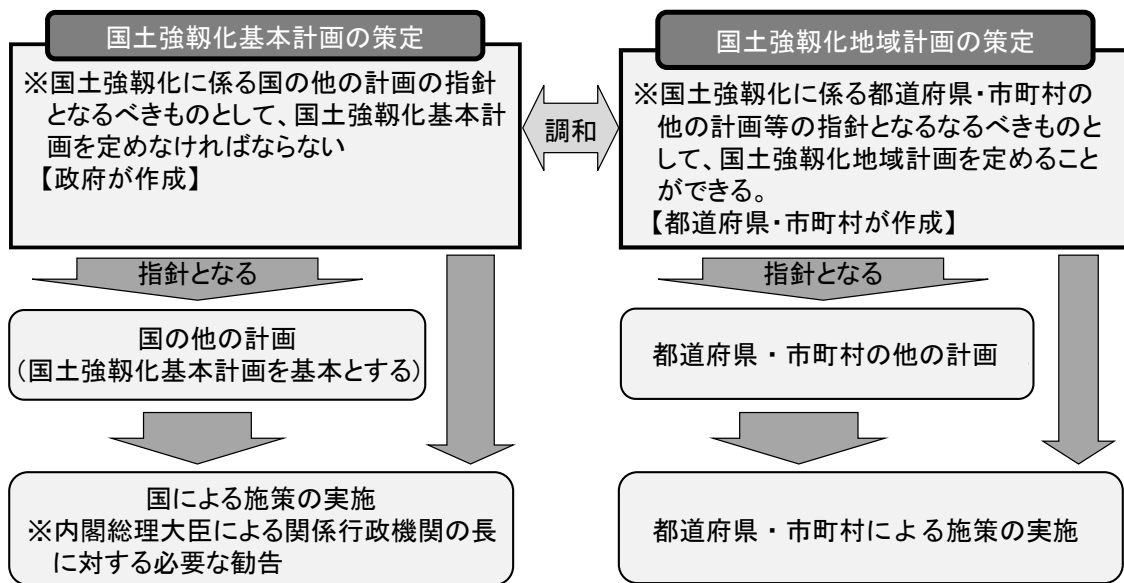 国土強靱化基本計画の策定
※国土強靱化に係る国の他の計画の指針
となるべきものとして、国土強靱化基本計
画を定めなければならない
【政府が作成】
調和
国土強靱化地域計画の策定
※国土強靱化に係る都道府県・市町村の
他の計画等の指針となるなるべきものと
して、国土強靱化地域計画を定めること
ができる。
【都道府県・市町村が作成】
指針となる
国の他の計画
(国土強靱化基本計画を基本とする)
国による施策の実施
※内閣総理大臣による関係行政機関の長
に対する必要な勧告
指針となる
都道府県・市町村の他の計画
都道府県・市町村による施策の実施